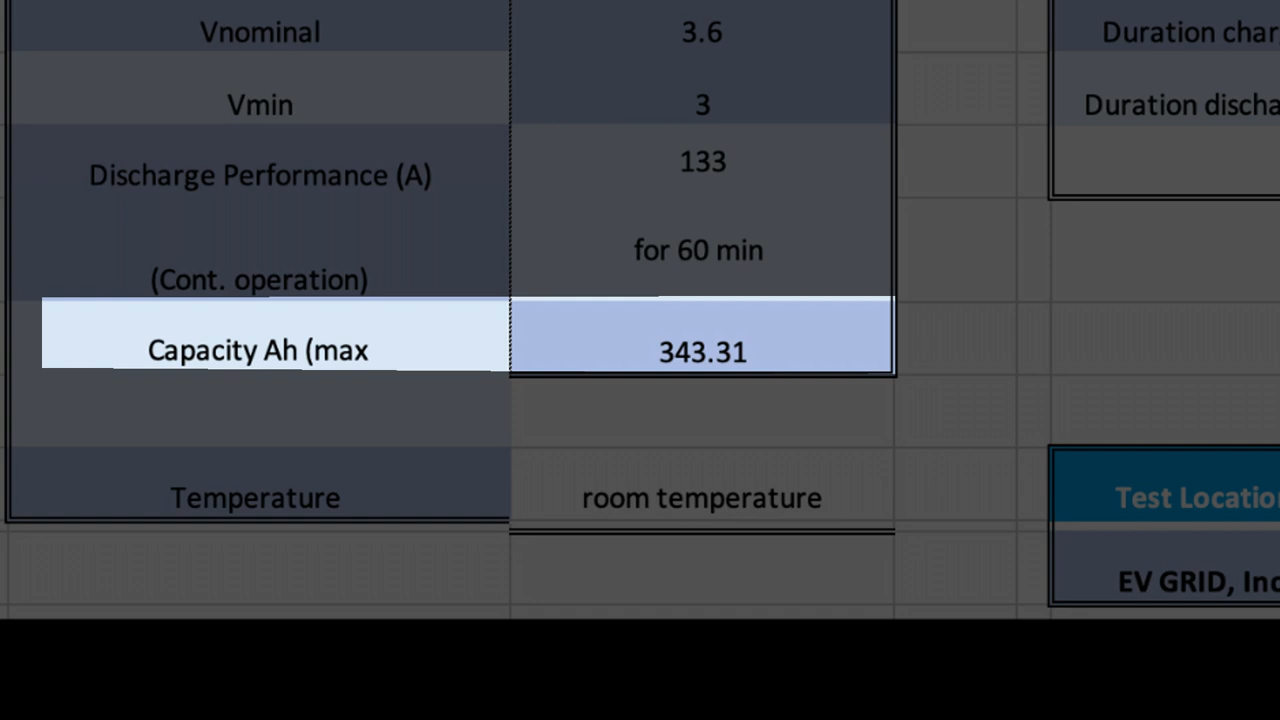 Vnominal 3.6 Duration char
Vmin 3 Duration discha
Discharge Performance (A) 133
for 60 min
(Cont. operation)
Capacity Ah (max 343.31
Temperature room temperature Test Locatio
EV GRID, Inc